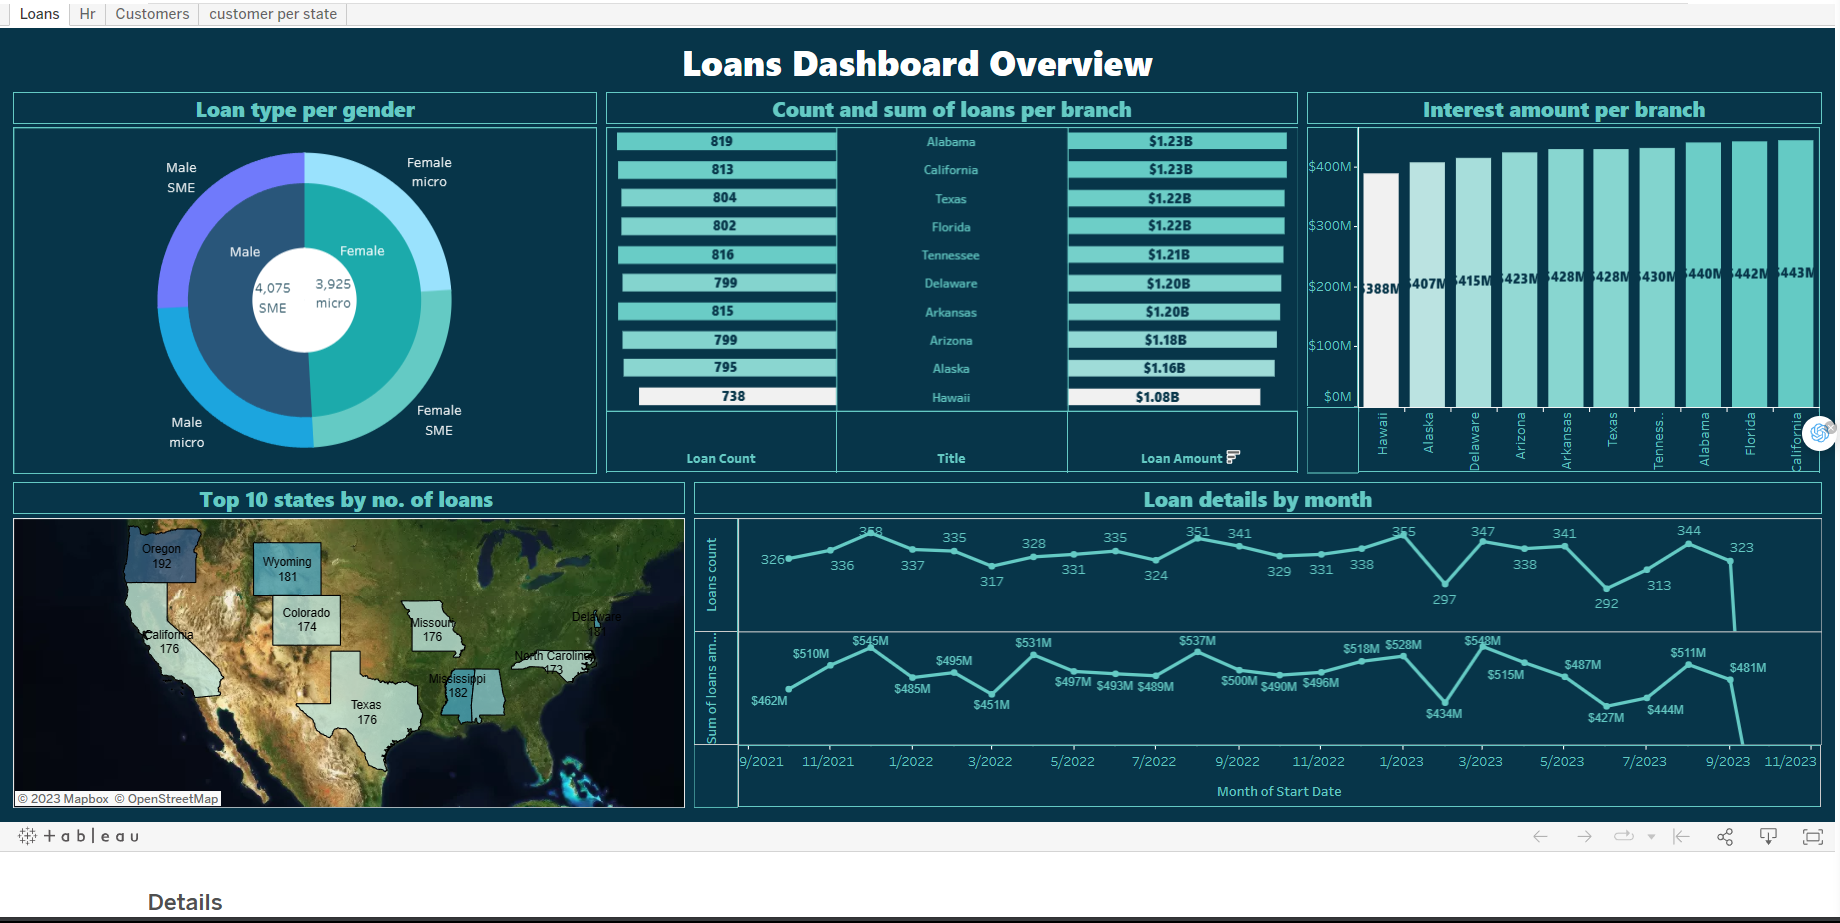 Loans Hr Customers customer per state
Loans Dashboard Overview
Loan type per gender
Male
SME
Female
micro
Male
Female
4,075
SME
3,925
micro
Male
micro
Female
SME
Count and sum of loans per branch
819 Alabama $1.23B
813 California $1.23B
804 Texas $1.22B
802 Florida $1.22B
816 Tennessee $1.21B
799 Delaware $1.20B
815 Arkansas $1.20B
799 Arizona $1.18B
795 Alaska $1.16B
738 Hawaii $1.08B
Loan Count Title Loan Amount
Interest amount per branch
$400M
$300M
$200M
$100M
$0M
$388M $407M $415M $423M $428M $428M $430M $440M $442M $443M
Hawaii
Alaska
Delaware
Arizona
Arkansas
Texas
Tenness..
Alabama
Florida
California
Top 10 states by no. of loans
Oregon
192
Wyoming
181
Colorado
174
California
176
Missouri
176
Delaware
181
North Carolina
173
Mississippi
182
Texas
176
© 2023 Mapbox © OpenStreetMap
Loan details by month
Loans count
326 336 358 337 335 317 328 331 335 324 351 341 329 331 338 355 297 347 338 341 292 313 344 323
Sum of loans am...
$462M $510M $545M $485M $495M $451M $531M $497M $493M $489M $537M $500M $490M $496M $518M $528M $434M $548M $515M $487M $427M $444M $511M $481M
9/2021 11/2021 1/2022 3/2022 5/2022 7/2022 9/2022 11/2022 1/2023 3/2023 5/2023 7/2023 9/2023 11/2023
Month of Start Date
+ a b l e a u
Details